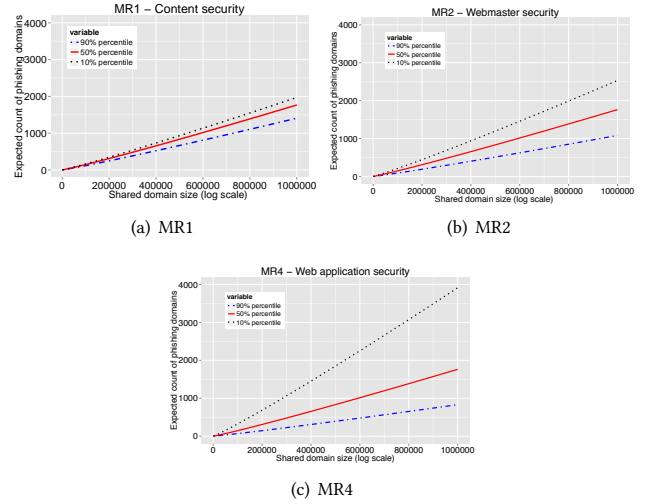 MR1 – Content security
Expected count of phishing domains
4000
3000
2000
1000
0
variable
90% percentile
50% percentile
10% percentile
0 200000 400000 600000 800000 1000000
Shared domain size (log scale)
(a) MR1
MR2 – Webmaster security
Expected count of phishing domains
4000
3000
2000
1000
0
variable
90% percentile
50% percentile
10% percentile
0 200000 400000 600000 800000 1000000
Shared domain size (log scale)
(b) MR2
MR4 – Web application security
Expected count of phishing domains
4000
3000
2000
1000
0
variable
90% percentile
50% percentile
10% percentile
0 200000 400000 600000 800000 1000000
Shared domain size (log scale)
(c) MR4